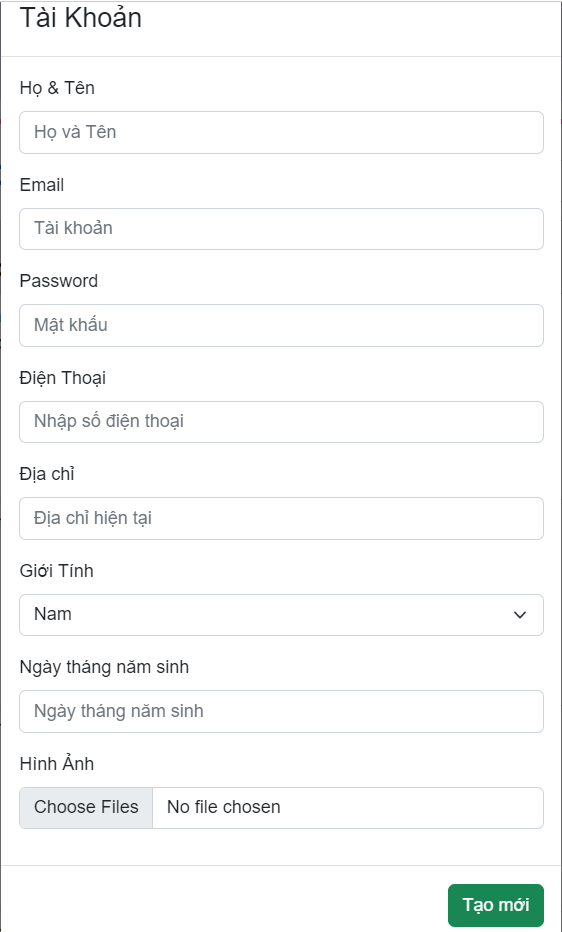 Tài Khoản
Họ & Tên
Họ và Tên
Email
Tài khoản
Password
Mật khấu
Điện Thoại
Nhập số điện thoại
Địa chỉ
Địa chỉ hiện tại
Giới Tính
Nam
Ngày tháng năm sinh
Ngày tháng năm sinh
Hình Ảnh
Choose Files No file chosen
Tạo mới